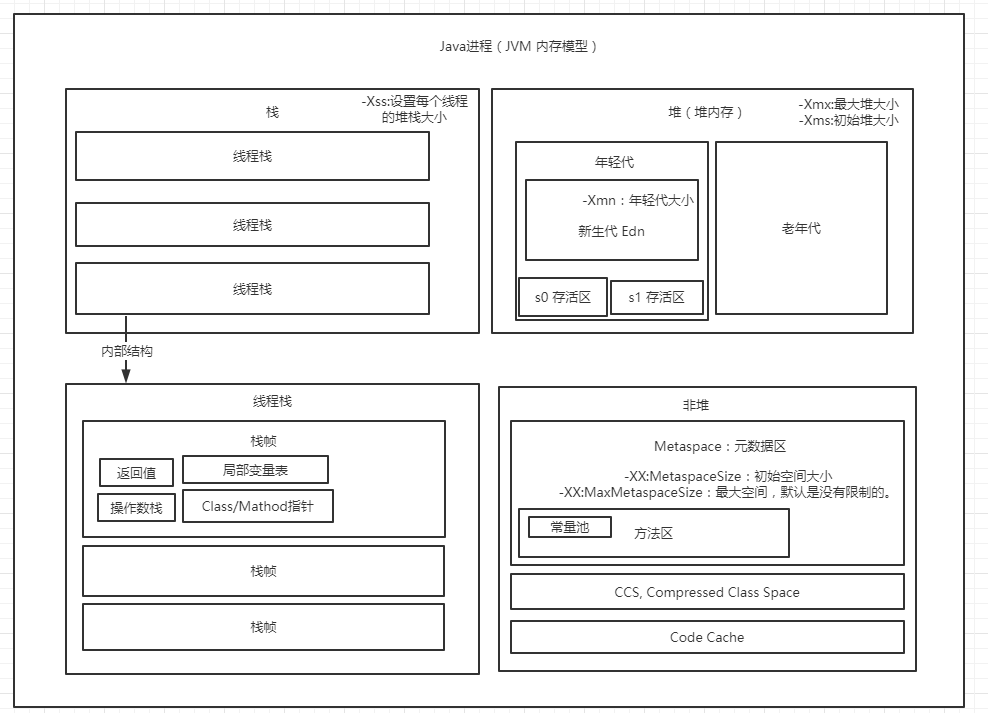 Java进程（JVM 内存模型）
栈
-Xss:设置每个线程
的堆栈大小
线程栈
线程栈
线程栈
内部结构
堆（堆内存）
-Xmx:最大堆大小
-Xms:初始堆大小
年轻代
-Xmn：年轻代大小
新生代 Edn
s0 存活区
s1 存活区
老年代
线程栈
栈帧
返回值
局部变量表
操作数栈
Class/Mathod指针
栈帧
栈帧
非堆
Metaspace：元数据区
-XX:MetaspaceSize：初始空间大小
-XX:MaxMetaspaceSize：最大空间，默认是没有限制的。
常量池
方法区
CCS, Compressed Class Space
Code Cache